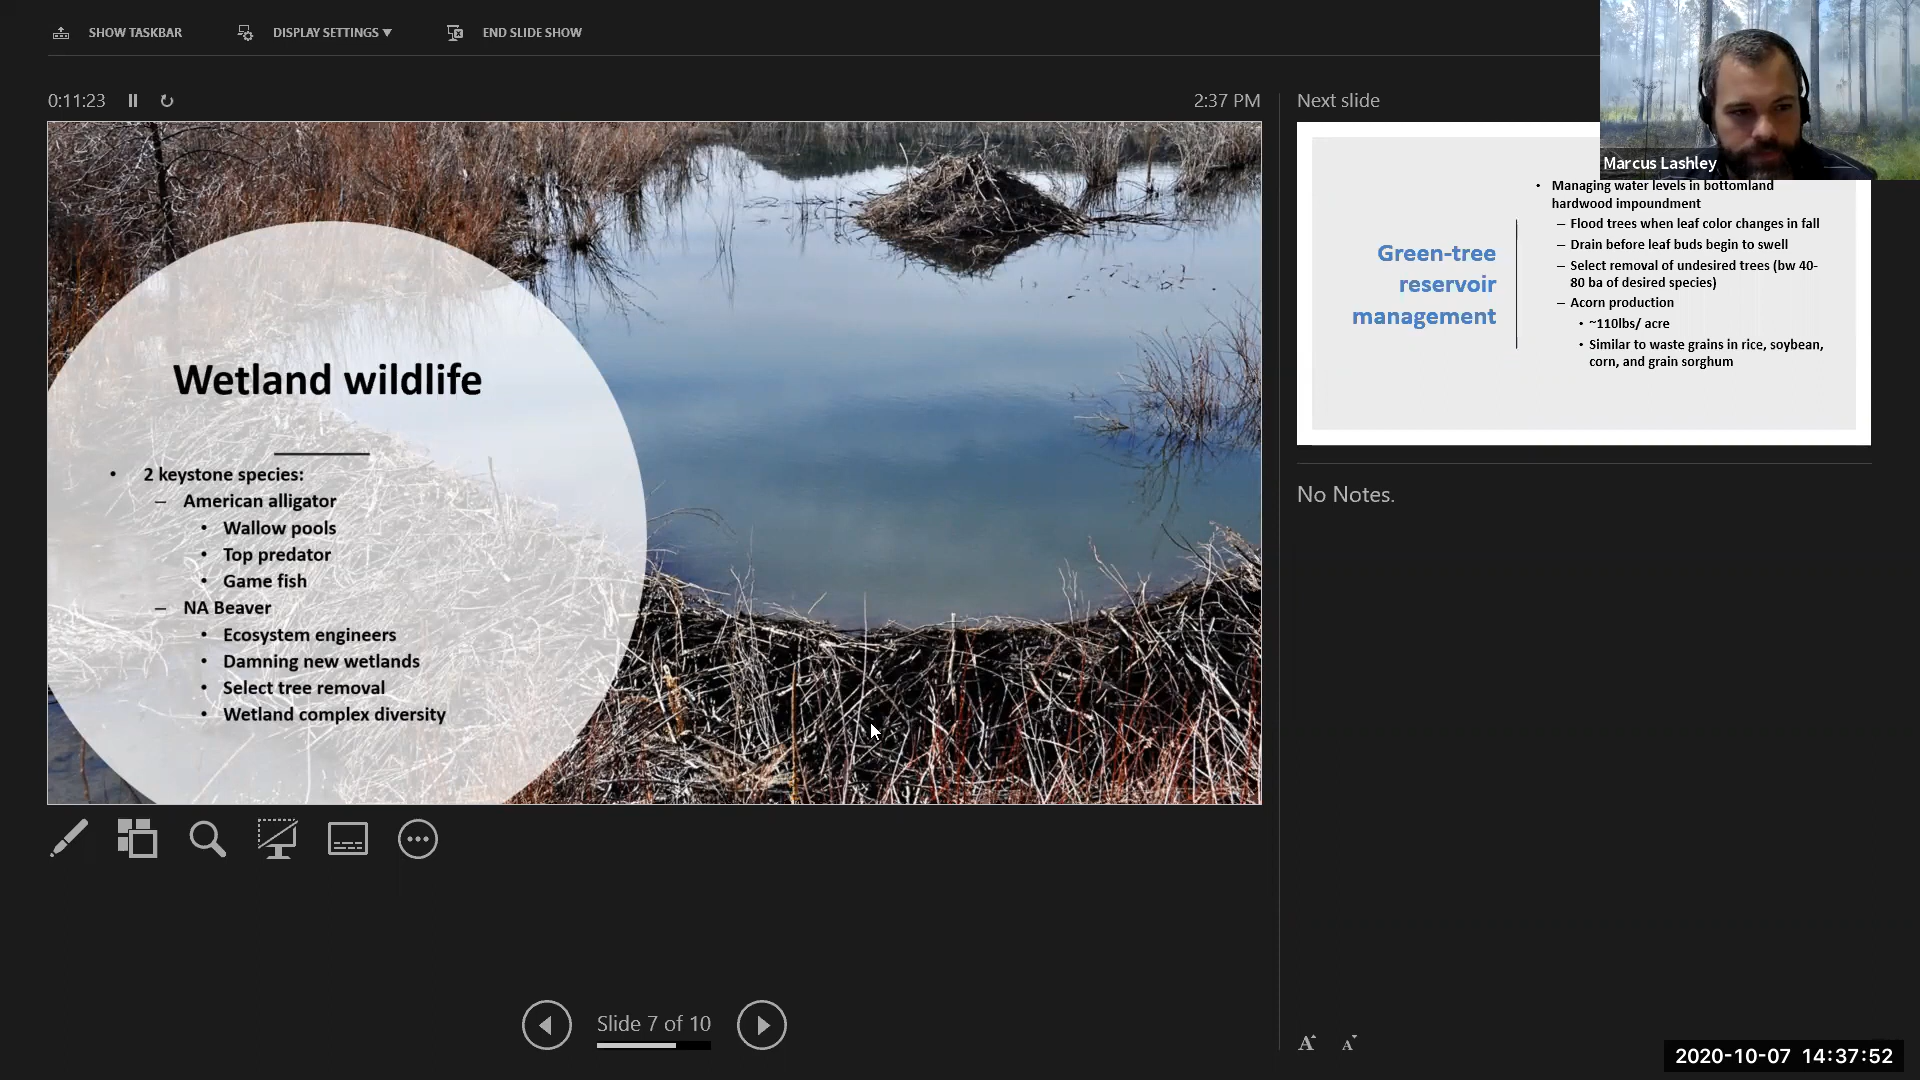 SHOW TASKBAR
DISPLAY SETTINGS ▼
END SLIDE SHOW
0:11:23
2:37 PM
Next slide
Marcus Lashley
Wetland wildlife
• 2 keystone species:
– American alligator
• Wallow pools
• Top predator
• Game fish
– NA Beaver
• Ecosystem engineers
• Damning new wetlands
• Select tree removal
• Wetland complex diversity
Green-tree
reservoir
management
• Managing water levels in bottomland
hardwood impoundment
– Flood trees when leaf color changes in fall
– Drain before leaf buds begin to swell
– Select removal of undesired trees (bw 40-
80 ba of desired species)
– Acorn production
• ~110lbs/ acre
• Similar to waste grains in rice, soybean,
corn, and grain sorghum
No Notes.
Slide 7 of 10
A A
2020-10-07 14:37:52